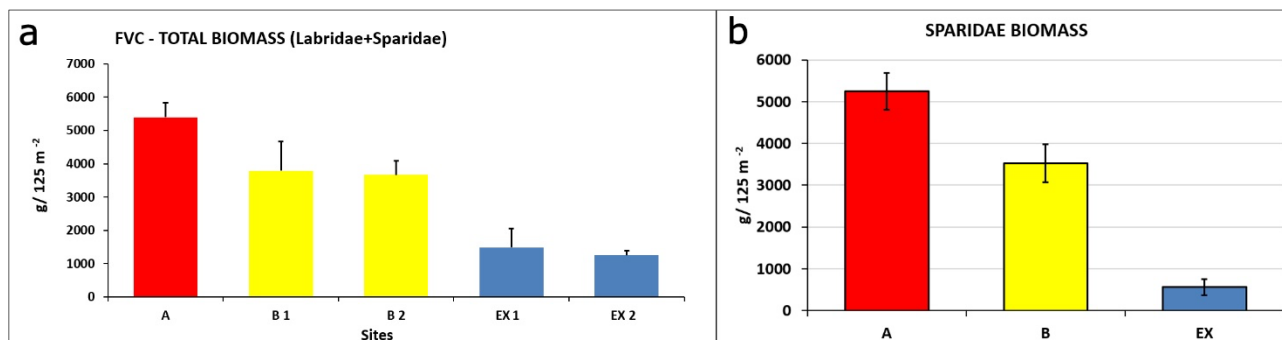 a
FVC - TOTAL BIOMASS (Labridae+Sparidae)
7000
6000
5000
4000
3000
2000
1000
0
g/ 125 m -2
A B 1 B 2 EX 1 EX 2
Sites
b
SPARIDAE BIOMASS
6000
5000
4000
3000
2000
1000
0
g/ 125 m -2
A B EX